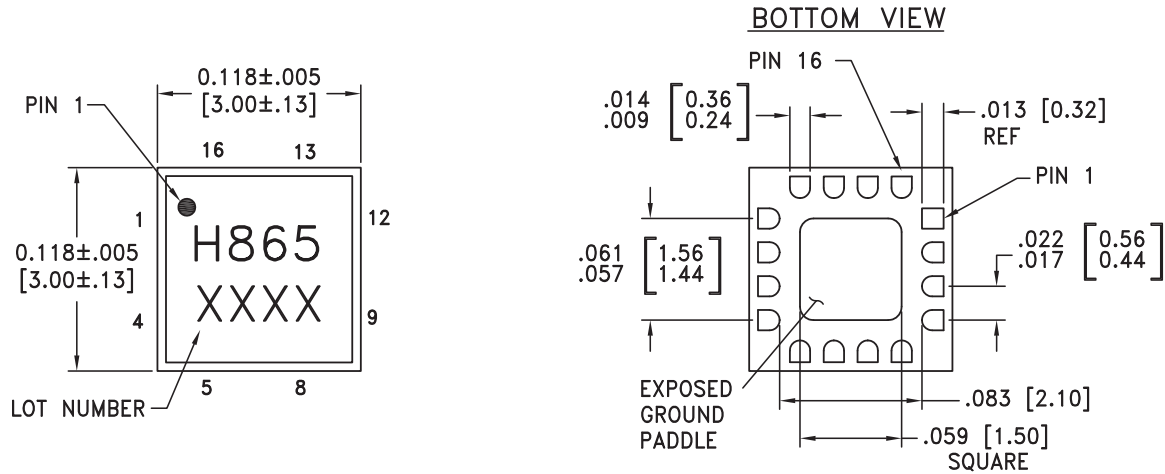 0.118±.005
[3.00±.13]
PIN 1
16
13
1
12
0.118±.005
[3.00±.13]
H865
XXXX
4
9
5
8
LOT NUMBER
BOTTOM VIEW
PIN 16
.014
.009
[0.36
0.24]
.013 [0.32]
REF
PIN 1
.061
.057
[1.56
1.44]
.022
.017
[0.56
0.44]
EXPOSED
GROUND
PADDLE
.083 [2.10]
.059 [1.50]
SQUARE